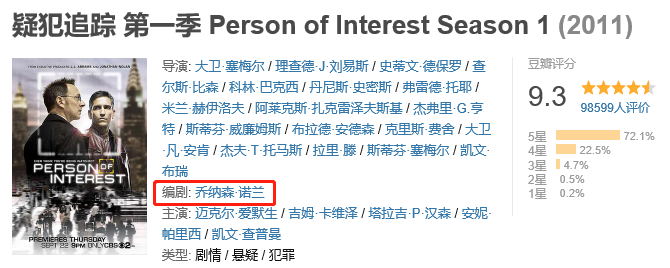 疑犯追踪 第一季 Person of Interest Season 1 (2011)
导演: 大卫·塞梅尔 / 理查德·J·刘易斯 / 史蒂文·德保罗 / 查
尔斯·比森 / 科林·巴克西 / 丹尼斯·史密斯 / 弗雷德·托耶 /
米兰·赫伊洛夫 / 阿莱克斯·扎克雷泽夫斯基 / 杰弗里·G.亨
特 / 斯蒂芬·威廉姆斯 / 布拉德·安德森 / 克里斯·费舍 / 大卫
·凡·安肯 / 杰夫·T·托马斯 / 拉里·滕 / 斯蒂芬·塞梅尔 / 凯文·
布瑞
编剧: 乔纳森·诺兰
主演: 迈克尔·爱默生 / 吉姆·卡维泽 / 塔拉吉·P·汉森 / 安妮·
帕里西 / 凯文·查普曼
类型: 剧情 / 悬疑 / 犯罪
PERSON OF
INTEREST
PREMIERES THURSDAY
SEPT 22 9PM ONLY CBS 2
豆瓣评分
9.3
98599人评价
5星 72.1%
4星 22.5%
3星 4.7%
2星 0.5%
1星 0.2%